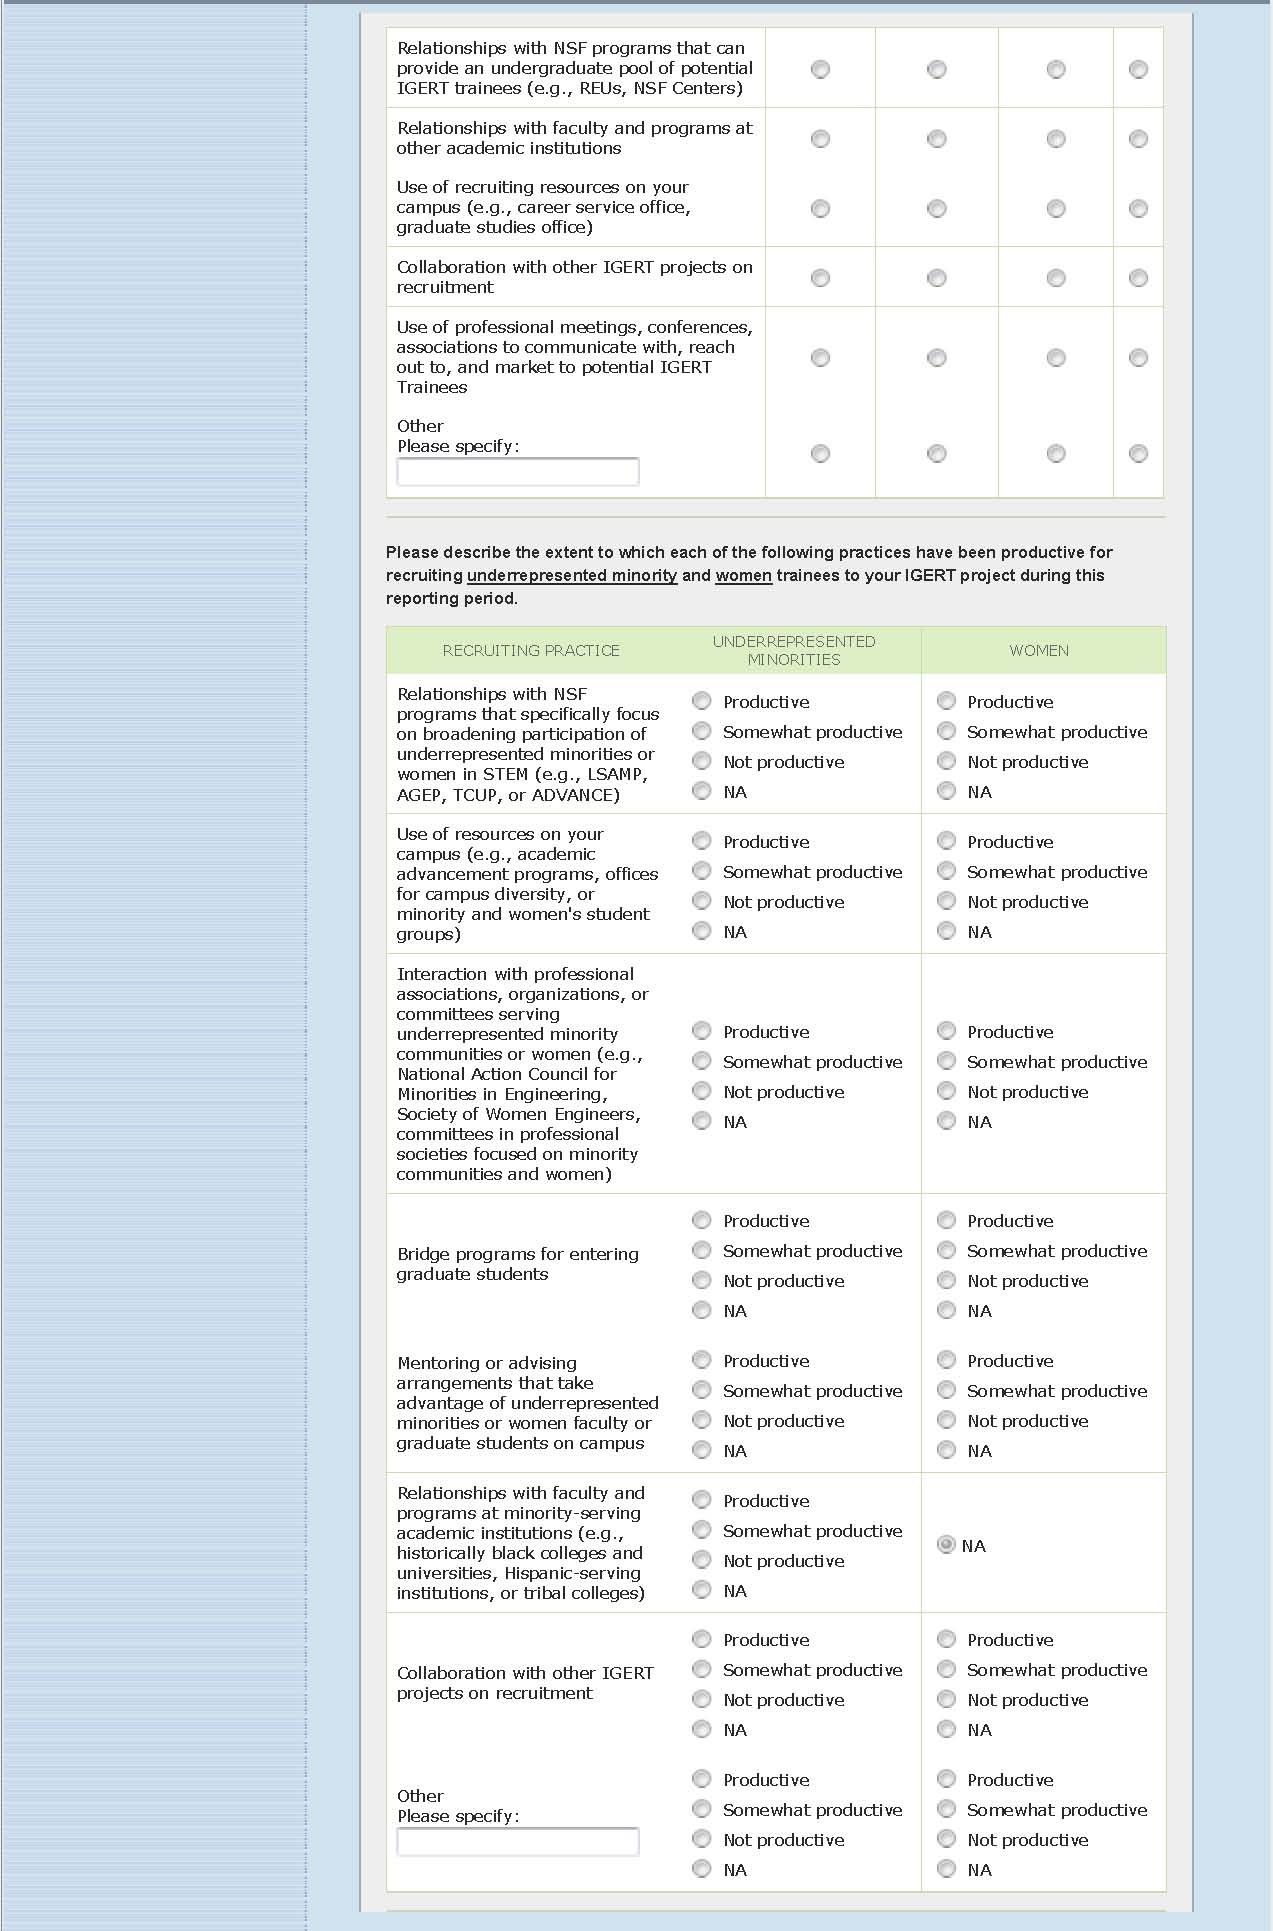 Relationships with NSF programs that can
provide an undergraduate pool of potential
IGERT trainees (e.g., REUs, NSF Centers)
Relationships with faculty and programs at
other academic institutions
Use of recruiting resources on your
campus (e.g., career service office,
graduate studies office)
Collaboration with other IGERT projects on
recruitment
Use of professional meetings, conferences,
associations to communicate with, reach
out to, and market to potential IGERT
Trainees
Other
Please specify:
Please describe the extent to which each of the following practices have been productive for
recruiting underrepresented minority and women trainees to your IGERT project during this
reporting period.
RECRUITING PRACTICE
UNDERREPRESENTED
MINORITIES
WOMEN
Relationships with NSF
programs that specifically focus
on broadening participation of
underrepresented minorities or
women in STEM (e.g., LSAMP,
AGEP, TCUP, or ADVANCE)
Productive
Somewhat productive
Not productive
NA
Productive
Somewhat productive
Not productive
NA
Use of resources on your
campus (e.g., academic
advancement programs, offices
for campus diversity, or
minority and women's student
groups)
Productive
Somewhat productive
Not productive
NA
Productive
Somewhat productive
Not productive
NA
Interaction with professional
associations, organizations, or
committees serving
underrepresented minority
communities or women (e.g.,
National Action Council for
Minorities in Engineering,
Society of Women Engineers,
committees in professional
societies focused on minority
communities and women)
Productive
Somewhat productive
Not productive
NA
Productive
Somewhat productive
Not productive
NA
Bridge programs for entering
graduate students
Productive
Somewhat productive
Not productive
NA
Productive
Somewhat productive
Not productive
NA
Mentoring or advising
arrangements that take
advantage of underrepresented
minorities or women faculty or
graduate students on campus
Productive
Somewhat productive
Not productive
NA
Productive
Somewhat productive
Not productive
NA
Relationships with faculty and
programs at minority-serving
academic institutions (e.g.,
historically black colleges and
universities, Hispanic-serving
institutions, or tribal colleges)
Productive
Somewhat productive
Not productive
NA
NA
Collaboration with other IGERT
projects on recruitment
Productive
Somewhat productive
Not productive
NA
Productive
Somewhat productive
Not productive
NA
Other
Please specify:
Productive
Somewhat productive
Not productive
NA
Productive
Somewhat productive
Not productive
NA